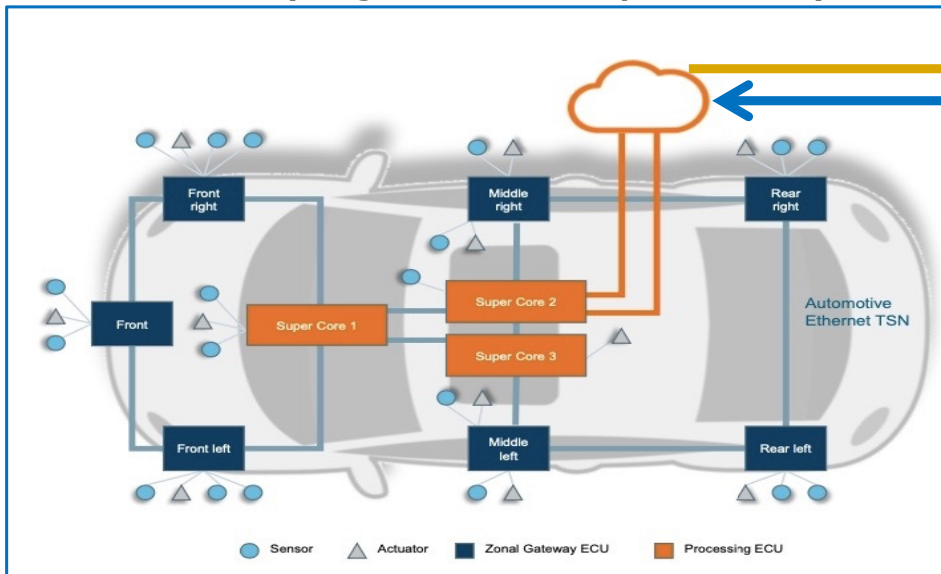 Front
right
Middle
right
Rear
right
Super Core 2
Front
Super Core 1
Automotive
Ethernet TSN
Super Core 3
Front left
Middle
left
Rear left
Sensor
Actuator
Zonal Gateway ECU
Processing ECU